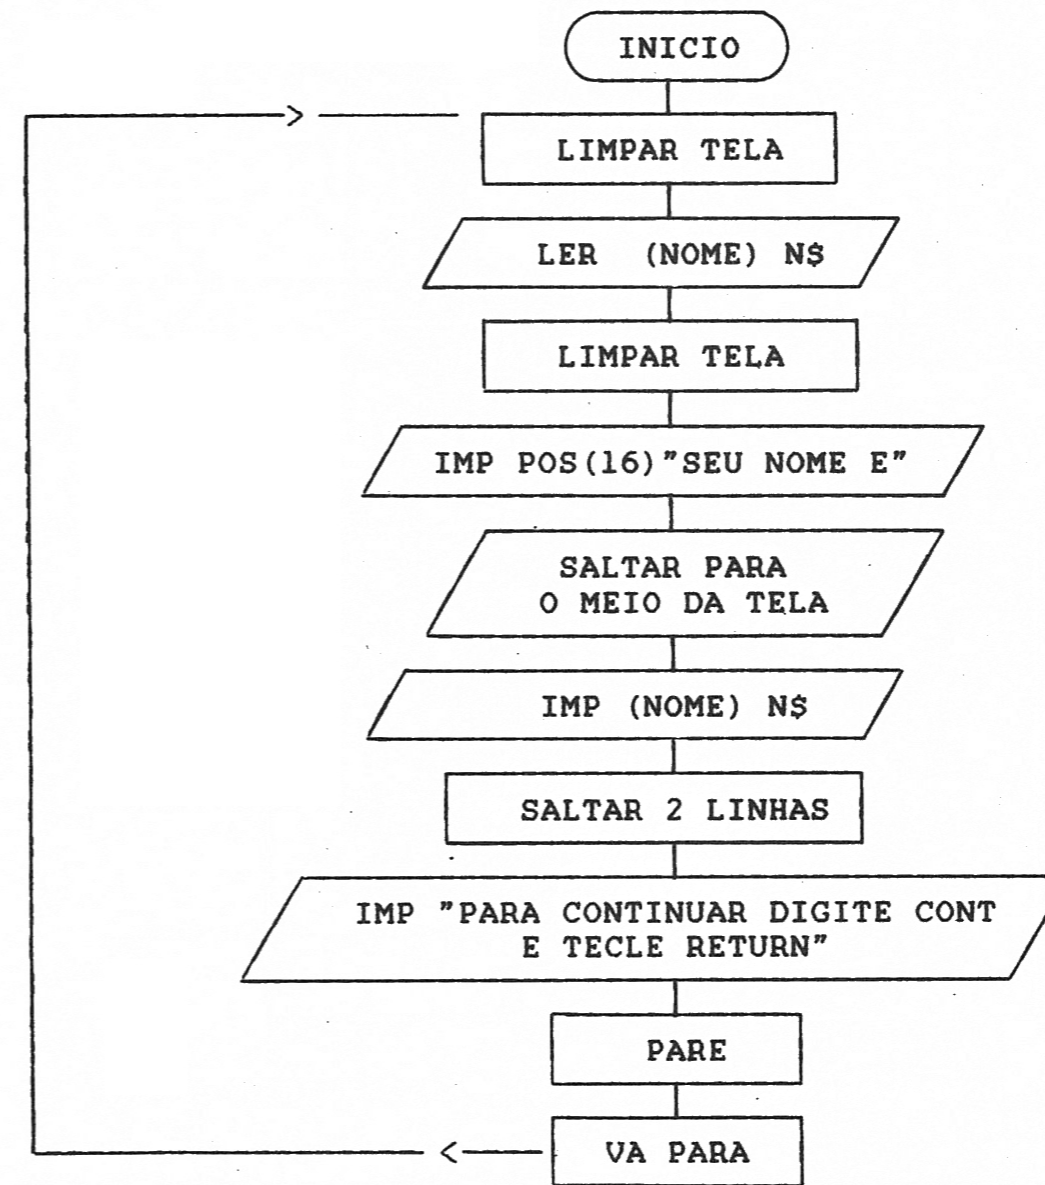 INICIO
LIMPAR TELA
LER (NOME) N$
LIMPAR TELA
IMP POS(16)"SEU NOME E"
SALTAR PARA
O MEIO DA TELA
IMP (NOME) N$
SALTAR 2 LINHAS
IMP "PARA CONTINUAR DIGITE CONT
E TECLE RETURN"
PARE
VA PARA